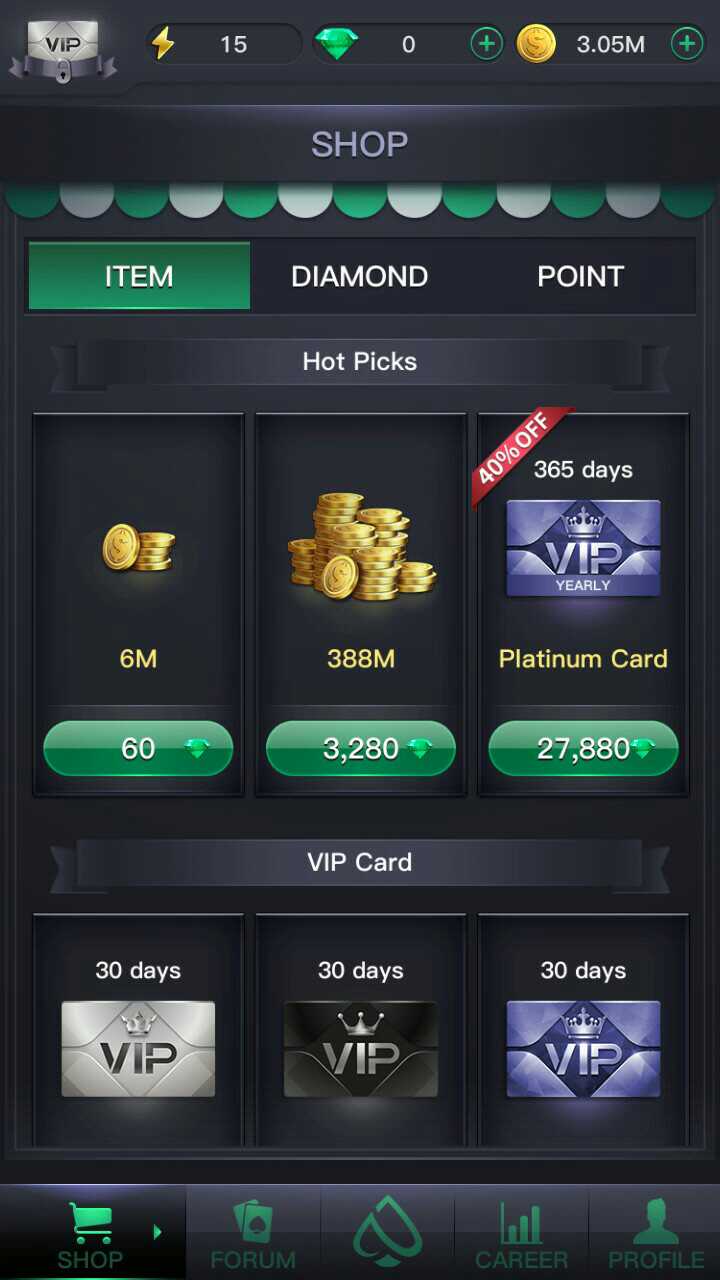 VIP
15
0
3.05M
SHOP
ITEM
DIAMOND
POINT
Hot Picks
40%OFF
365 days
VIP
YEARLY
6M
388M
Platinum Card
60
3,280
27,880
VIP Card
30 days
30 days
30 days
VIP
VIP
VIP
SHOP
FORUM
CAREER
PROFILE